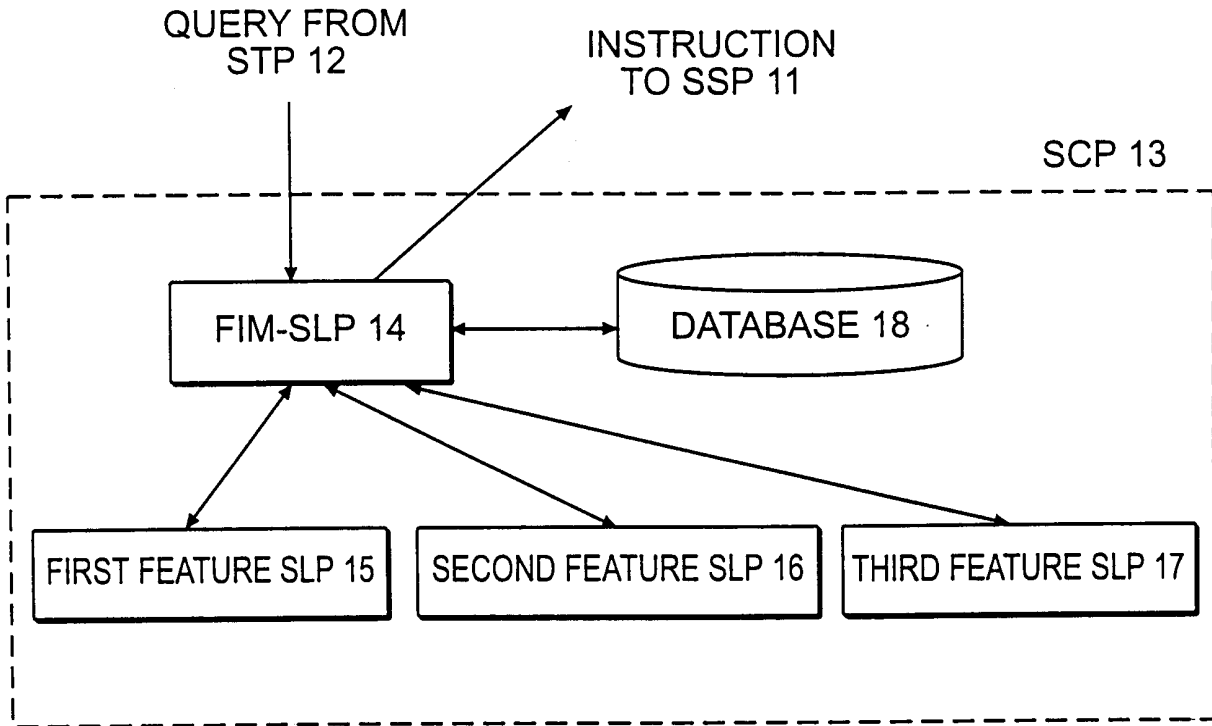 QUERY FROM
STP 12
INSTRUCTION
TO SSP 11
SCP 13
FIM-SLP 14
DATABASE 18
FIRST FEATURE SLP 15
SECOND FEATURE SLP 16
THIRD FEATURE SLP 17